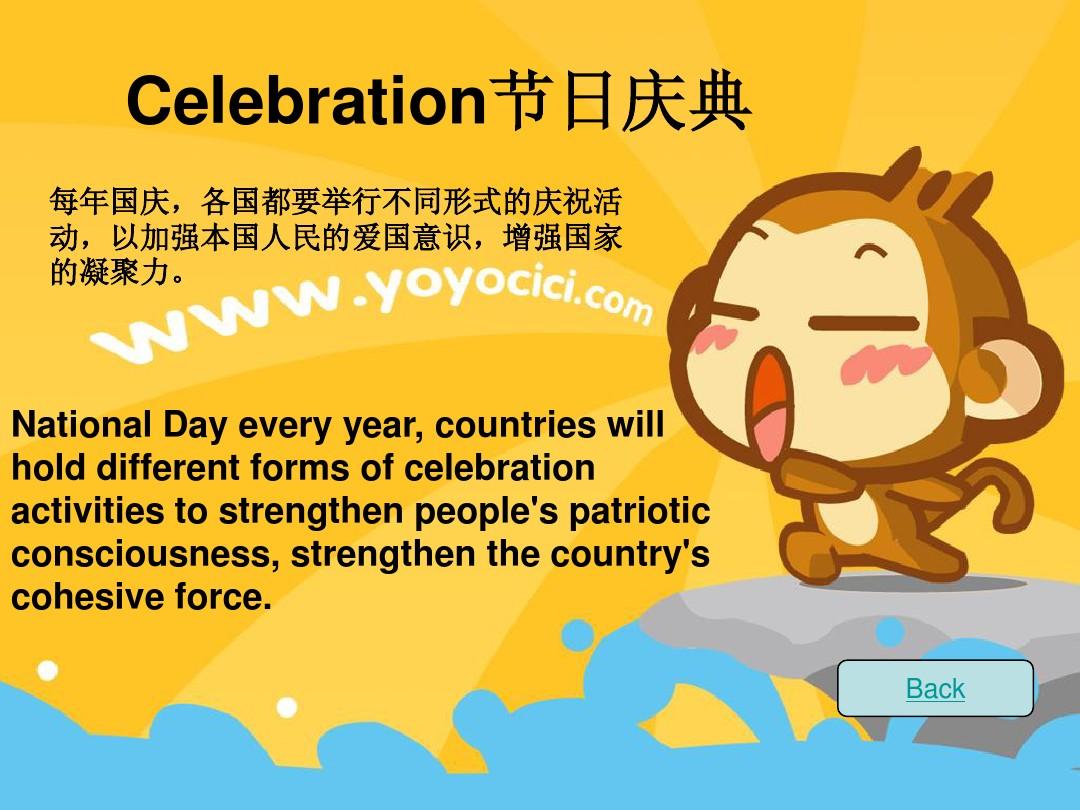 Celebration节日庆典
每年国庆，各国都要举行不同形式的庆祝活
动，以加强本国人民的爱国意识，增强国家
的凝聚力。
www.yoyocici.com
National Day every year, countries will
hold different forms of celebration
activities to strengthen people's patriotic
consciousness, strengthen the country's
cohesive force.
Back